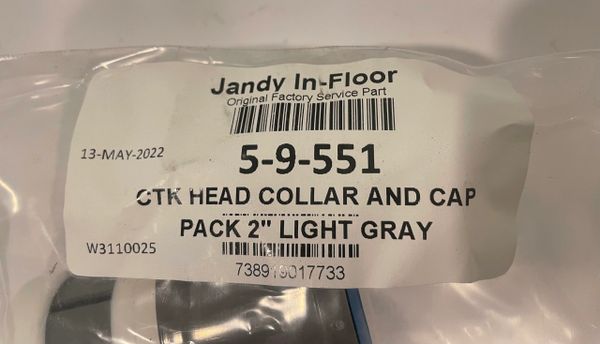 Jandy In-Floor
Original Factory Service Part
13-MAY-2022
5-9-551
CTK HEAD COLLAR AND CAP
PACK 2" LIGHT GRAY
W3110025
738919017733